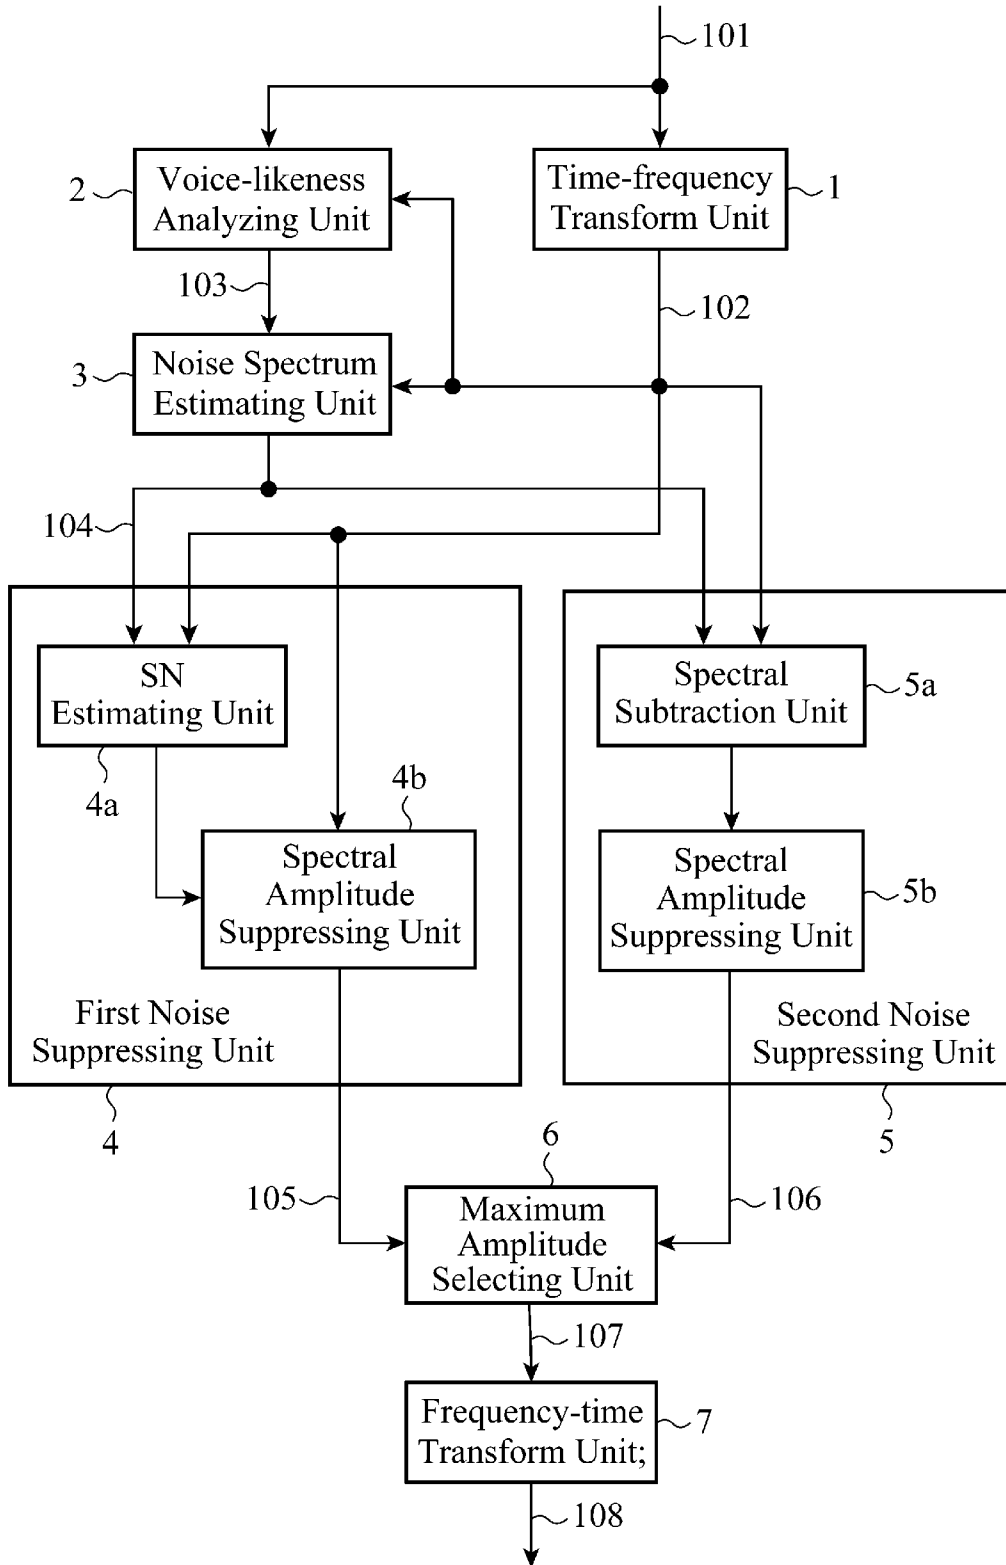 101
2
Voice-likeness
Analyzing Unit
Time-frequency
Transform Unit
1
103
102
3
Noise Spectrum
Estimating Unit
104
SN
Estimating Unit
4a
4b
Spectral
Amplitude
Suppressing Unit
First Noise
Suppressing Unit
4
Spectral
Subtraction Unit
5a
Spectral
Amplitude
Suppressing Unit
5b
Second Noise
Suppressing Unit
5
105
6
106
Maximum
Amplitude
Selecting Unit
107
Frequency-time
Transform Unit;
7
108